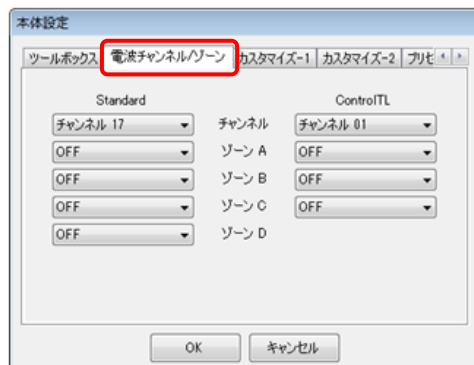 本体設定
ツールボックス 電波チャンネル/ゾーン カスタマイズ-1 カスタマイズ-2 プリセ
Standard ControlTL
チャンネル 17 チャンネル チャンネル 01
OFF ゾーン A OFF
OFF ゾーン B OFF
OFF ゾーン C OFF
OFF ゾーン D
OK キャンセル